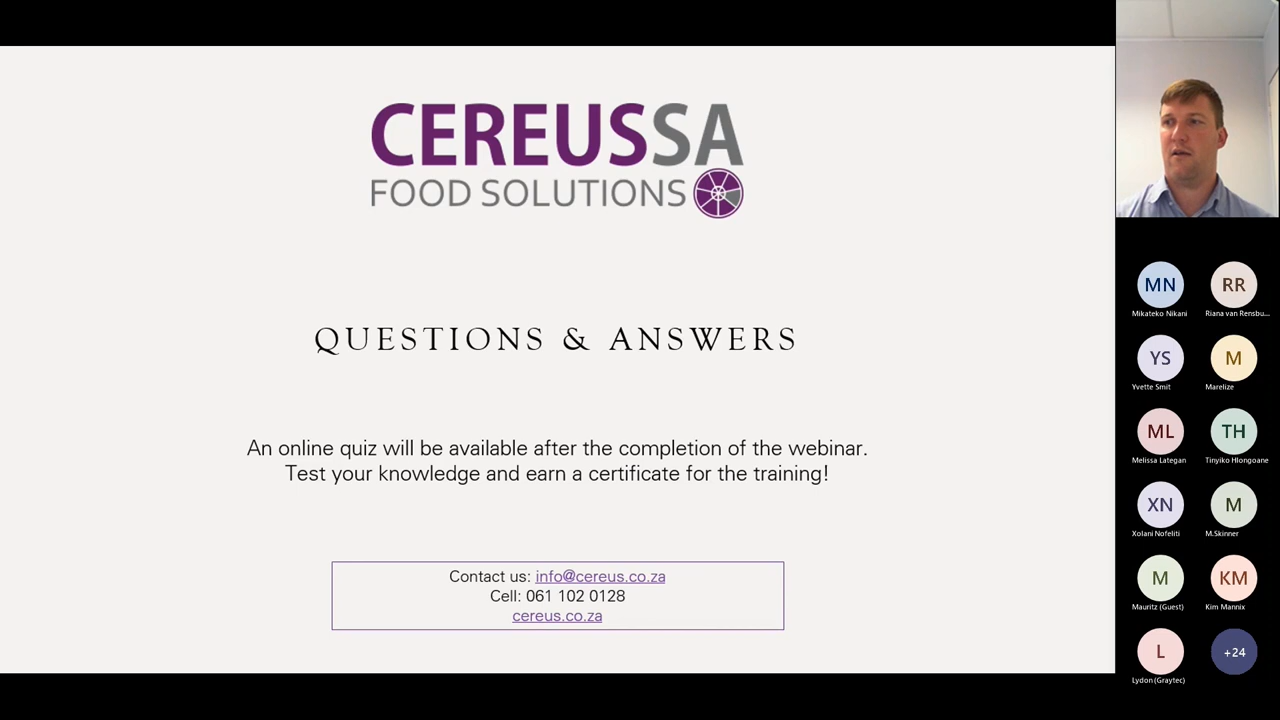 CEREUSSA
FOOD SOLUTIONS
QUESTIONS & ANSWERS
An online quiz will be available after the completion of the webinar.
Test your knowledge and earn a certificate for the training!
Contact us: info@cereus.co.za
Cell: 061 102 0128
cereus.co.za
MN
RR
Mikateko Nikani
Riana van Rensbu...
YS
M
Yvette Smit
Marelize
ML
TH
Melissa Lategan
Tinyiko Hlongoane
XN
M
Xolani Nofeliti
M.Skinner
M
KM
Mauritz (Guest)
Kim Mannix
L
+24
Lydon (Graytec)